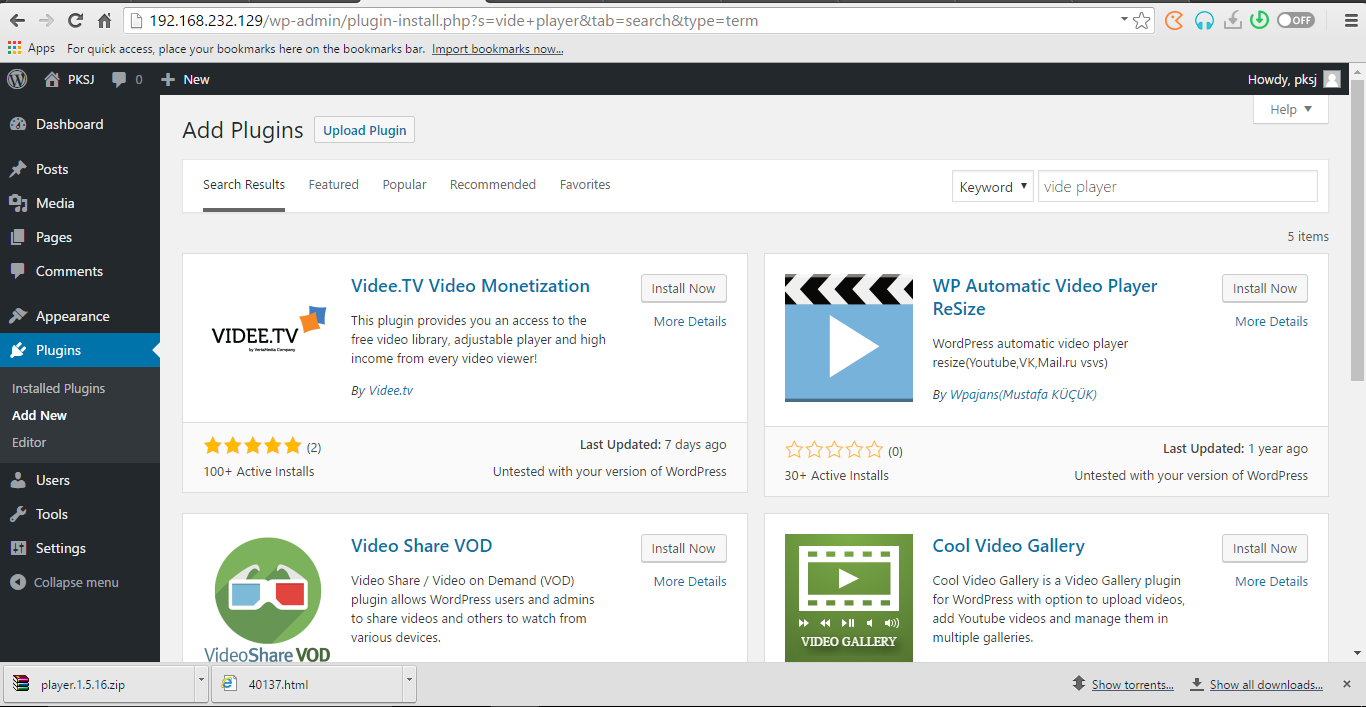 192.168.232.129/wp-admin/plugin-install.php?s=vide+player&tab=search&type=term
OFF
Apps For quick access, place your bookmarks here on the bookmarks bar. Import bookmarks now...
PKSJ 0 New Howdy, pksj
Help
Dashboard
Posts
Media
Pages
Comments
Appearance
Plugins
Installed Plugins
Add New
Editor
Users
Tools
Settings
Collapse menu
Add Plugins Upload Plugin
Search Results Featured Popular Recommended Favorites Keyword vide player
5 items
VIDEE.TV
by VertaMedia Company
Videe.TV Video Monetization
Install Now
More Details
This plugin provides you an access to the
free video library, adjustable player and high
income from every video viewer!
By Videe.tv
(2)
100+ Active Installs
Last Updated: 7 days ago
Untested with your version of WordPress
WP Automatic Video Player
ReSize
Install Now
More Details
WordPress automatic video player
resize(Youtube,VK,Mail.ru vsvs)
By Wpajans(Mustafa KÜÇÜK)
(0)
30+ Active Installs
Last Updated: 1 year ago
Untested with your version of WordPress
VideoShare VOD
Video Share VOD
Install Now
More Details
Video Share / Video on Demand (VOD)
plugin allows WordPress users and admins
to share videos and others to watch from
various devices.
VIDEO GALLERY
Cool Video Gallery
Install Now
More Details
Cool Video Gallery is a Video Gallery plugin
for WordPress with option to upload videos,
add Youtube videos and manage them in
multiple galleries.
player.1.5.16.zip 40137.html Show torrents... Show all downloads...